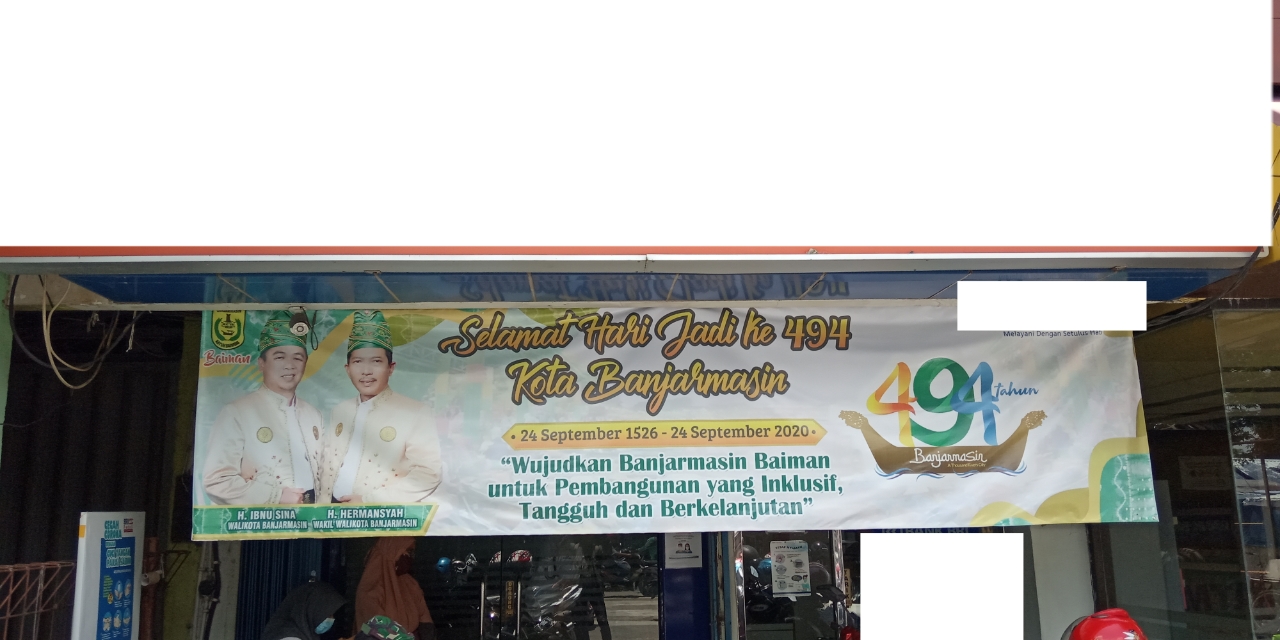 Baiman
Selamat Hari Jadi ke 494
Kota Banjarmasin
24 September 1526 - 24 September 2020
"Wujudkan Banjarmasin Baiman
untuk Pembangunan yang Inklusif,
Tangguh dan Berkelanjutan"
H. IBNU SINA
WALIKOTA BANJARMASIN
H. HERMANSYAH
WAKIL WALIKOTA BANJARMASIN
Melayani Dengan Setulus
494 tahun
Banjarmasin